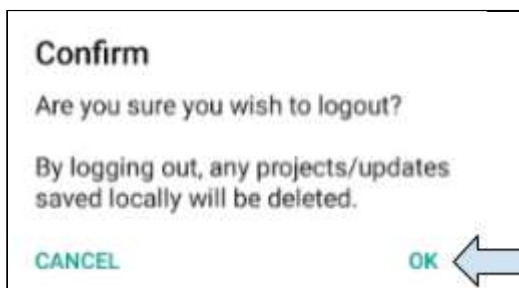 Confirm
Are you sure you wish to logout?
By logging out, any projects/updates
saved locally will be deleted.
CANCEL OK